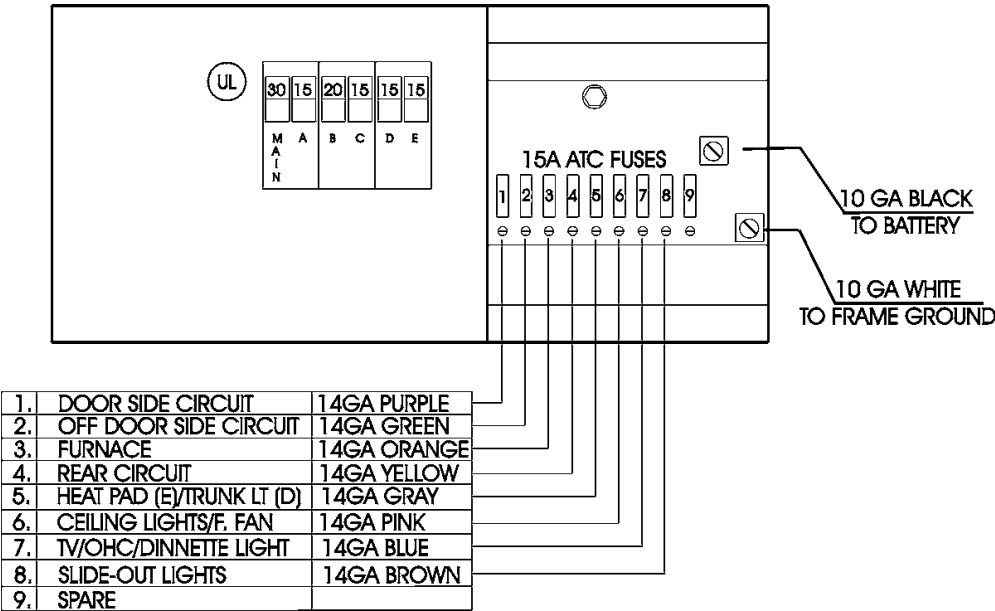 UL
30 15 20 15 15 15
MAIN A B C D E
15A ATC FUSES
1 2 3 4 5 6 7 8 9
10 GA BLACK
TO BATTERY
10 GA WHITE
TO FRAME GROUND
1. DOOR SIDE CIRCUIT 14GA PURPLE
2. OFF DOOR SIDE CIRCUIT 14GA GREEN
3. FURNACE 14GA ORANGE
4. REAR CIRCUIT 14GA YELLOW
5. HEAT PAD (E)/TRUNK LT (D) 14GA GRAY
6. CEILING LIGHTS/F. FAN 14GA PINK
7. TV/OHC/DINNETTE LIGHT 14GA BLUE
8. SLIDE-OUT LIGHTS 14GA BROWN
9. SPARE